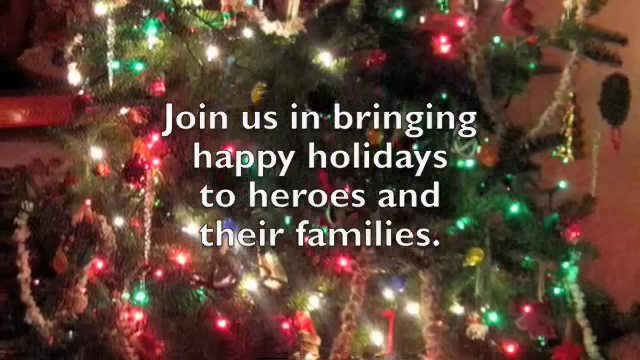 Join us in bringing
happy holidays
to heroes and
their families.